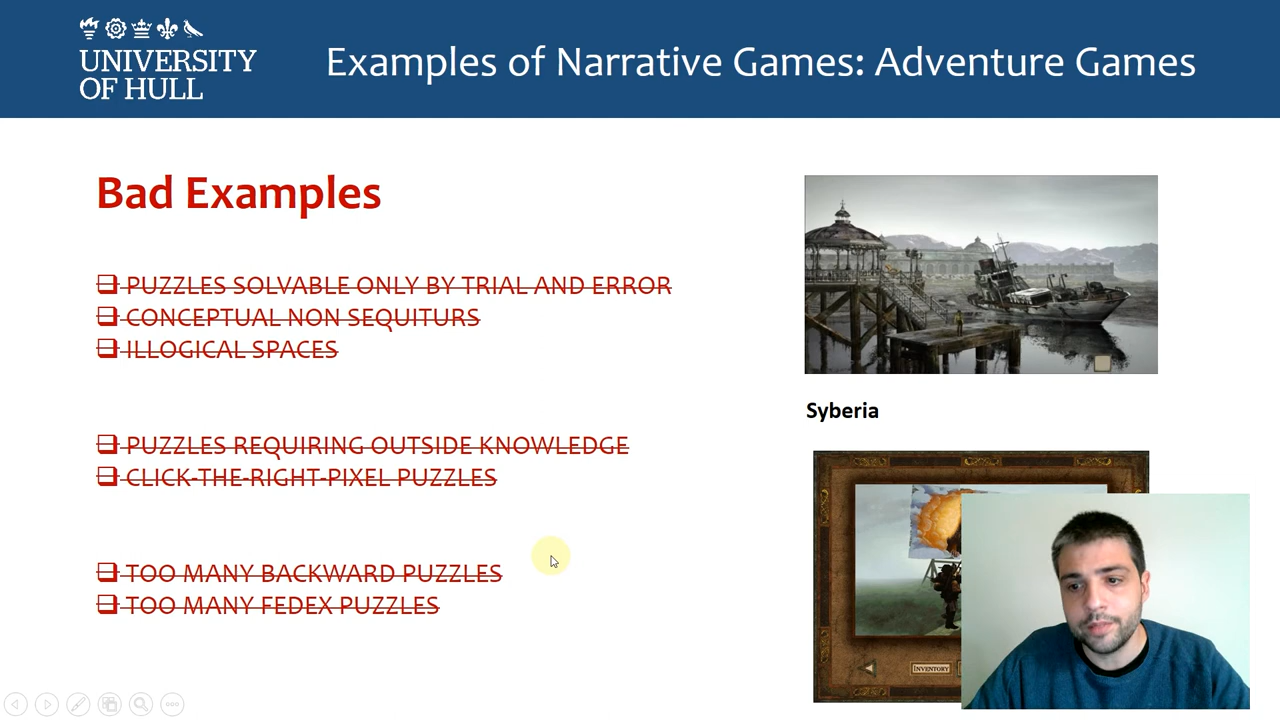 UNIVERSITY
OF HULL
Examples of Narrative Games: Adventure Games
Bad Examples
PUZZLES SOLVABLE ONLY BY TRIAL AND ERROR
CONCEPTUAL NON SEQUITURS
ILLOGICAL SPACES
PUZZLES REQUIRING OUTSIDE KNOWLEDGE
CLICK-THE-RIGHT-PIXEL PUZZLES
TOO MANY BACKWARD PUZZLES
TOO MANY FEDEX PUZZLES
Syberia
INVENTORY